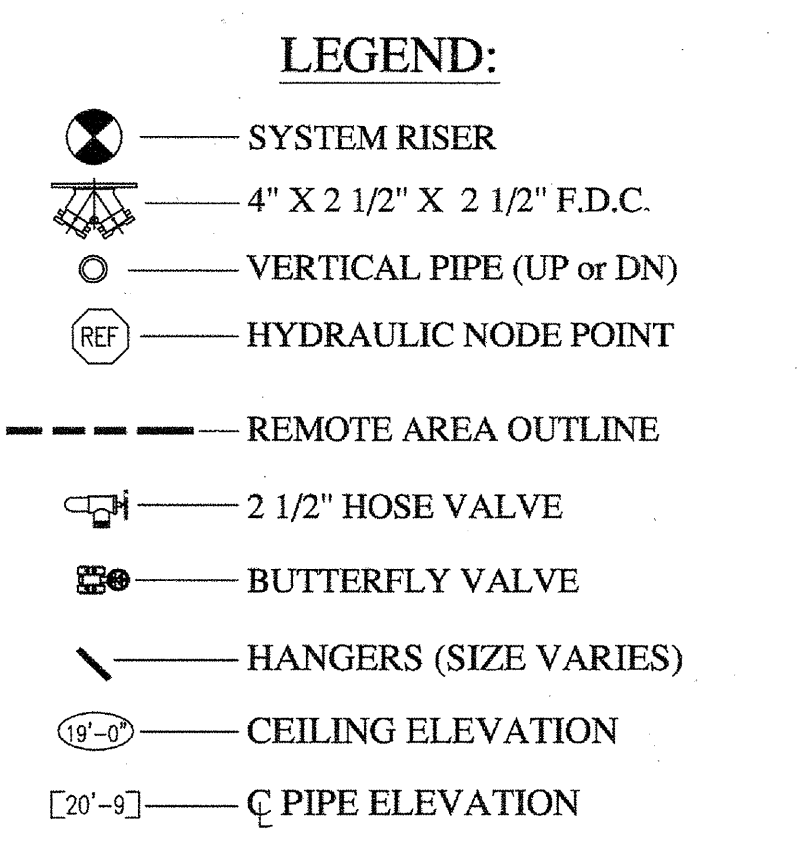 LEGEND:
SYSTEM RISER
4" X 2 1/2" X 2 1/2" F.D.C.
VERTICAL PIPE (UP or DN)
REF HYDRAULIC NODE POINT
REMOTE AREA OUTLINE
2 1/2" HOSE VALVE
BUTTERFLY VALVE
HANGERS (SIZE VARIES)
19'-0" CEILING ELEVATION
[20'-9] ℄ PIPE ELEVATION